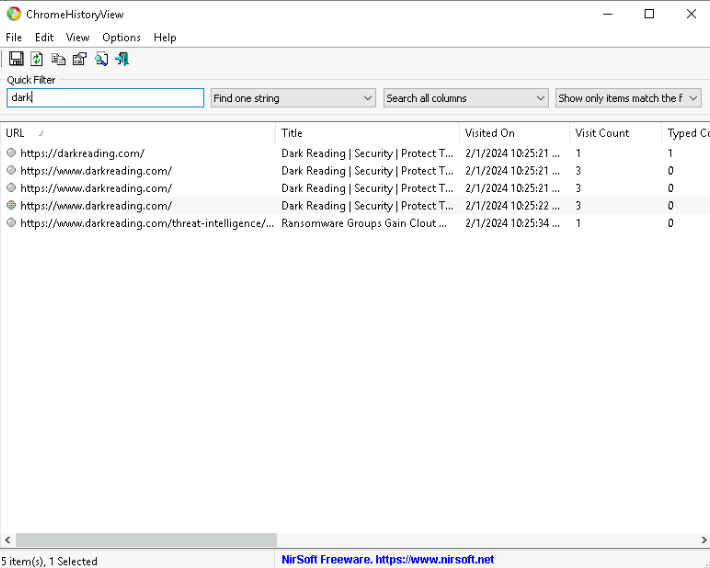 ChromeHistoryView
File Edit View Options Help
Quick Filter
dark Find one string Search all columns Show only items match the f
URL Title Visited On Visit Count Typed Co
https://darkreading.com/ Dark Reading | Security | Protect T... 2/1/2024 10:25:21 ... 1 1
https://www.darkreading.com/ Dark Reading | Security | Protect T... 2/1/2024 10:25:21 ... 3 0
https://www.darkreading.com/ Dark Reading | Security | Protect T... 2/1/2024 10:25:21 ... 3 0
https://www.darkreading.com/ Dark Reading | Security | Protect T... 2/1/2024 10:25:22 ... 3 0
https://www.darkreading.com/threat-intelligence/... Ransomware Groups Gain Clout ... 2/1/2024 10:25:34 ... 1 0
5 item(s), 1 Selected NirSoft Freeware. https://www.nirsoft.net